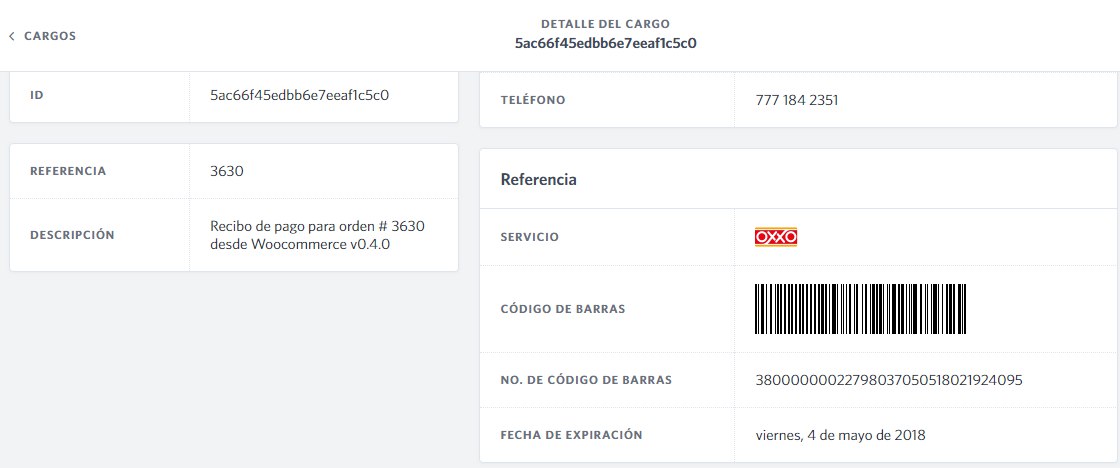 < CARGOS
DETALLE DEL CARGO
5ac66f45edbb6e7eeaf1c5c0
ID
5ac66f45edbb6e7eeaf1c5c0
REFERENCIA
3630
DESCRIPCIÓN
Recibo de pago para orden # 3630
desde Woocommerce v0.4.0
TELÉFONO
777 184 2351
Referencia
SERVICIO
OXXO
CÓDIGO DE BARRAS
NO. DE CÓDIGO DE BARRAS
38000000022798037050518021924095
FECHA DE EXPIRACIÓN
viernes, 4 de mayo de 2018